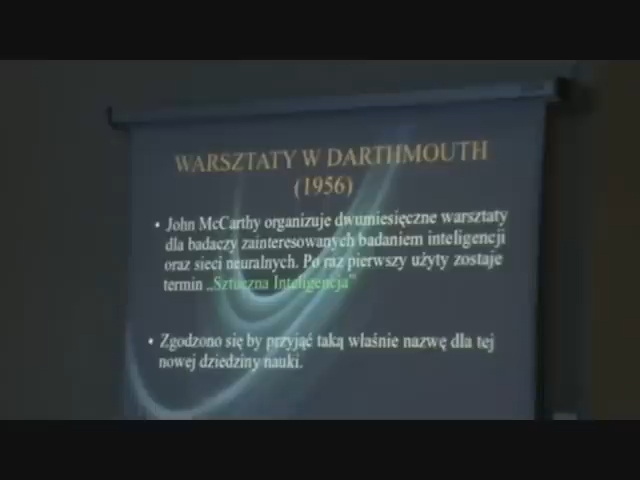 WARSZTATY W DARTHMOUTH
(1956)
• John McCarthy organizuje dwumiesięczne warsztaty
dla badaczy zainteresowanych badaniem inteligencji
oraz sieci neuralnych. Po raz pierwszy użyty zostaje
termin „Sztuczna Inteligencja”
• Zgodzono się by przyjąć taką właśnie nazwę dla tej
nowej dziedziny nauki.